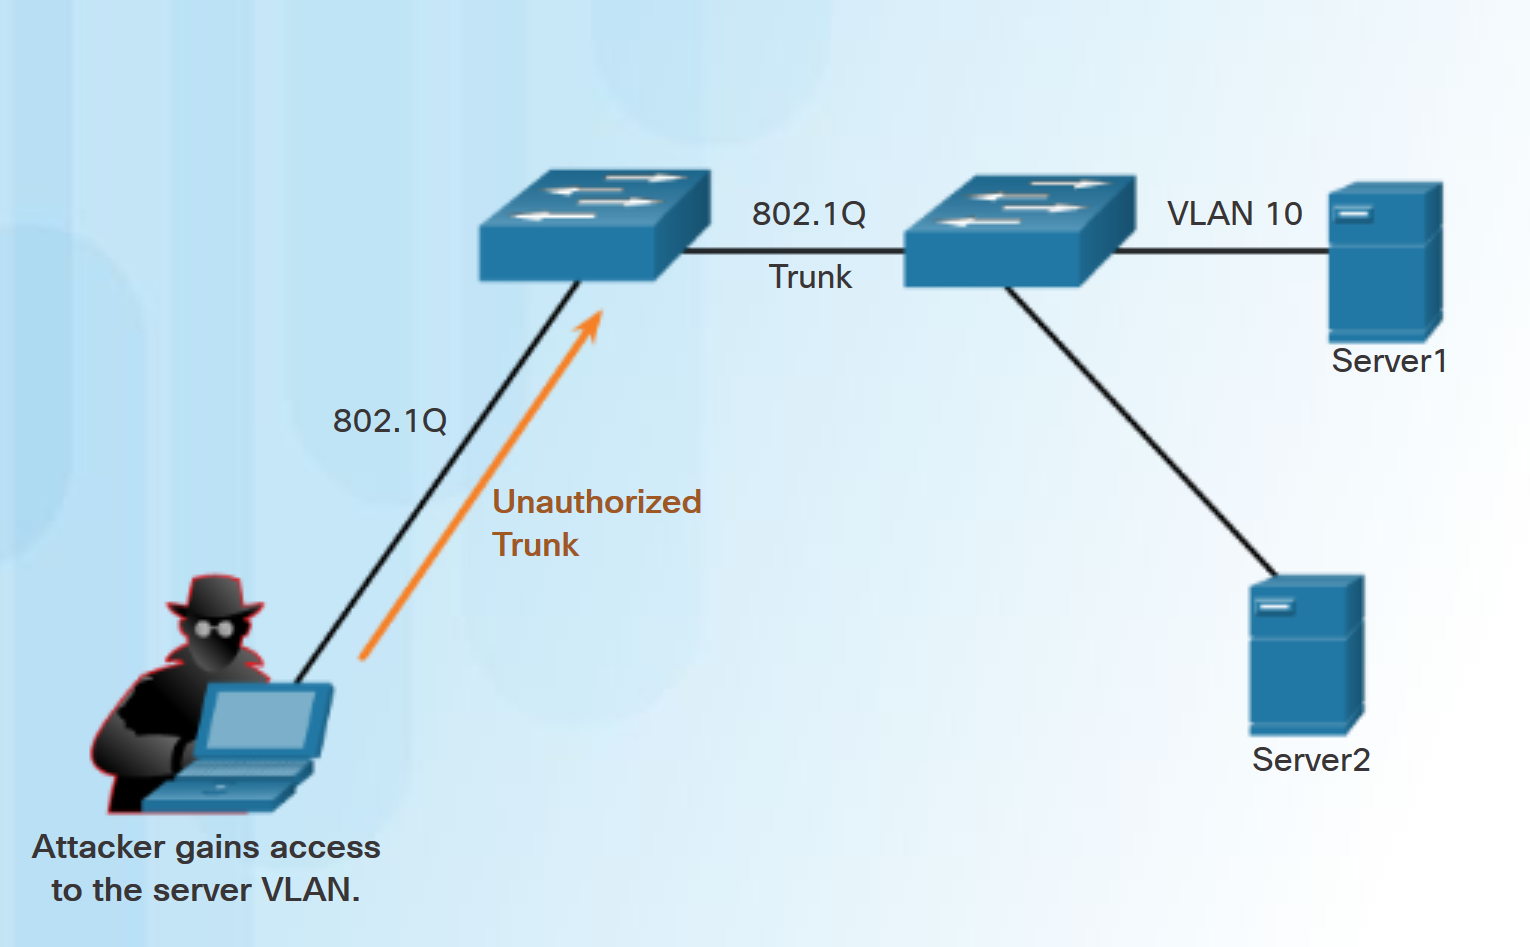 802.1Q
Trunk
VLAN 10
Server1
802.1Q
Unauthorized
Trunk
Server2
Attacker gains access
to the server VLAN.